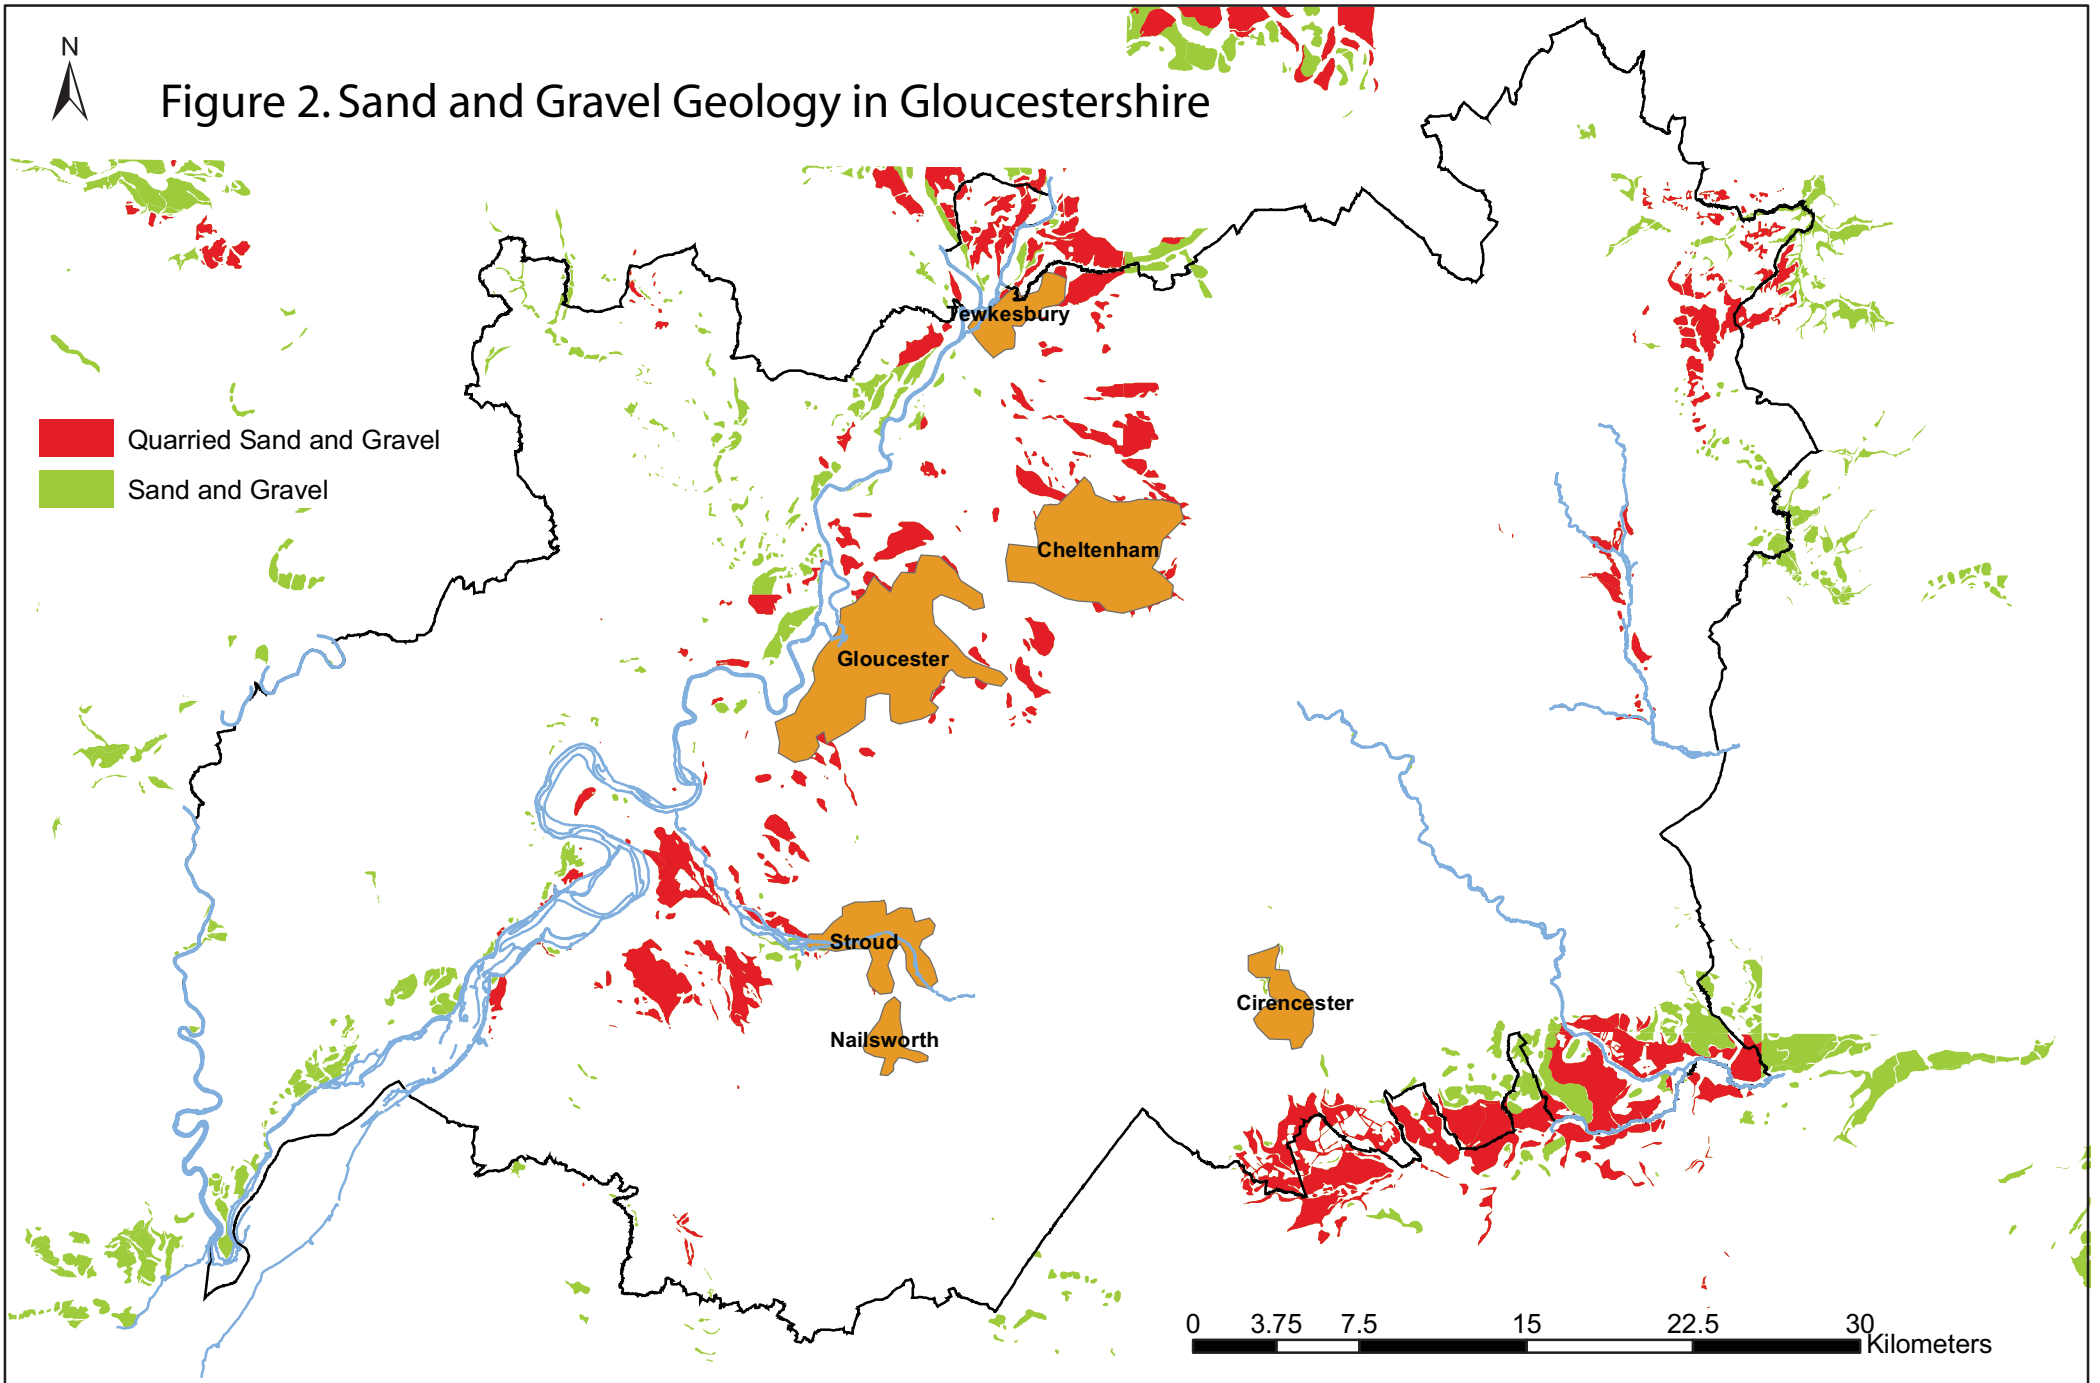 N
Figure 2. Sand and Gravel Geology in Gloucestershire
Tewkesbury
Quarried Sand and Gravel
Sand and Gravel
Cheltenham
Gloucester
Stroud
Cirencester
Nailsworth
0 3.75 7.5 15 22.5 30
Kilometers